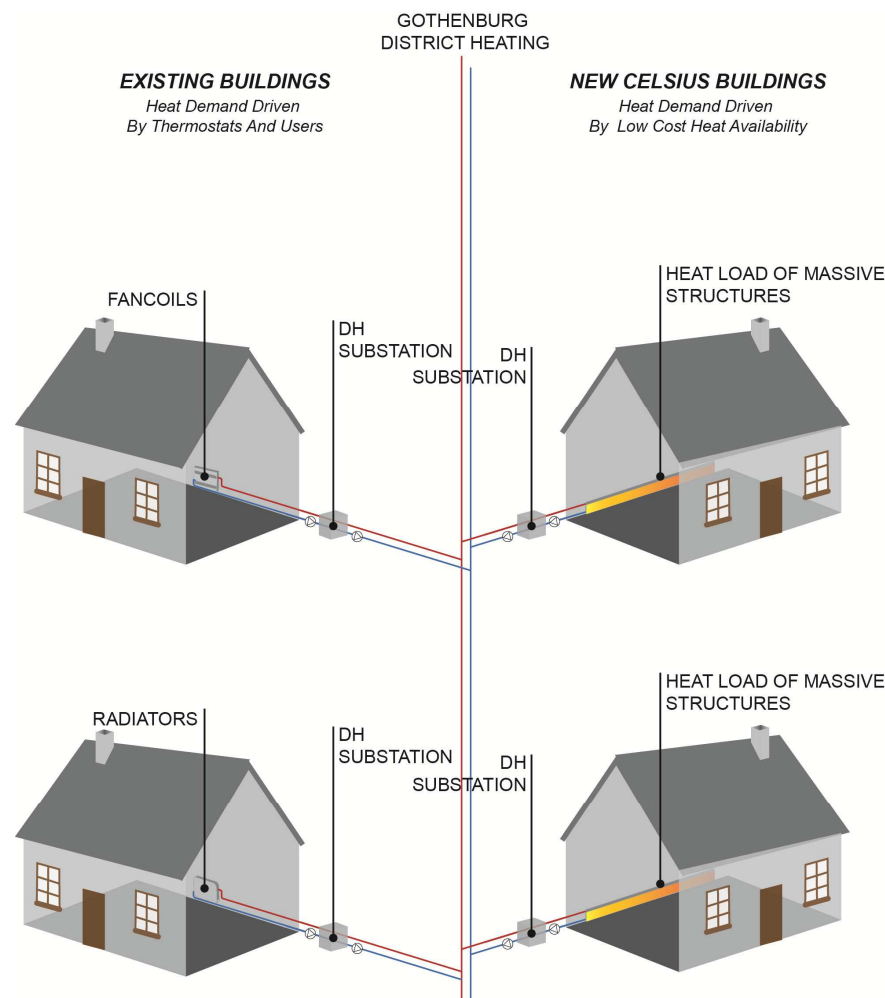 GOTHENBURG
DISTRICT HEATING
EXISTING BUILDINGS
Heat Demand Driven
By Thermostats And Users
NEW CELSIUS BUILDINGS
Heat Demand Driven
By Low Cost Heat Availability
FANCOILS
DH
SUBSTATION
DH
SUBSTATION
HEAT LOAD OF MASSIVE
STRUCTURES
RADIATORS
DH
SUBSTATION
DH
SUBSTATION
HEAT LOAD OF MASSIVE
STRUCTURES